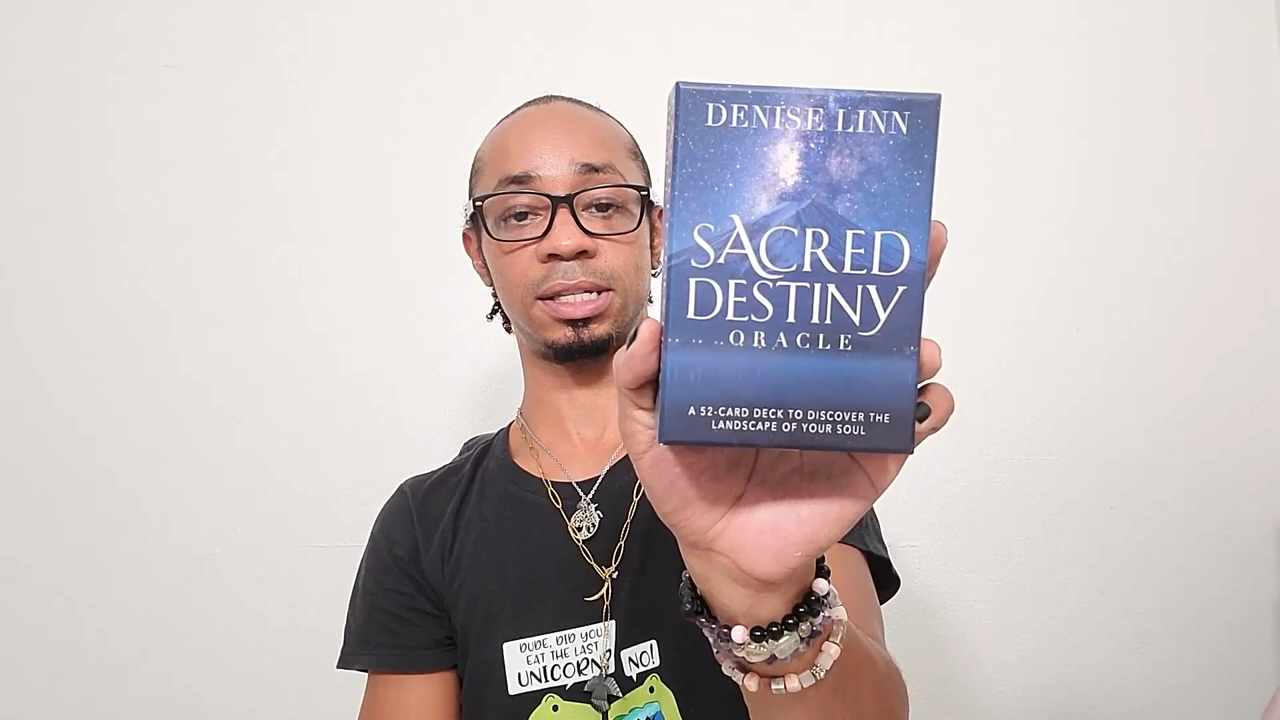 DENISE LINN
SACRED
DESTINY
ORACLE
A 52-CARD DECK TO DISCOVER THE
LANDSCAPE OF YOUR SOUL
DUDE, DID YOU
EAT THE LAST
UNICORN?
NO!